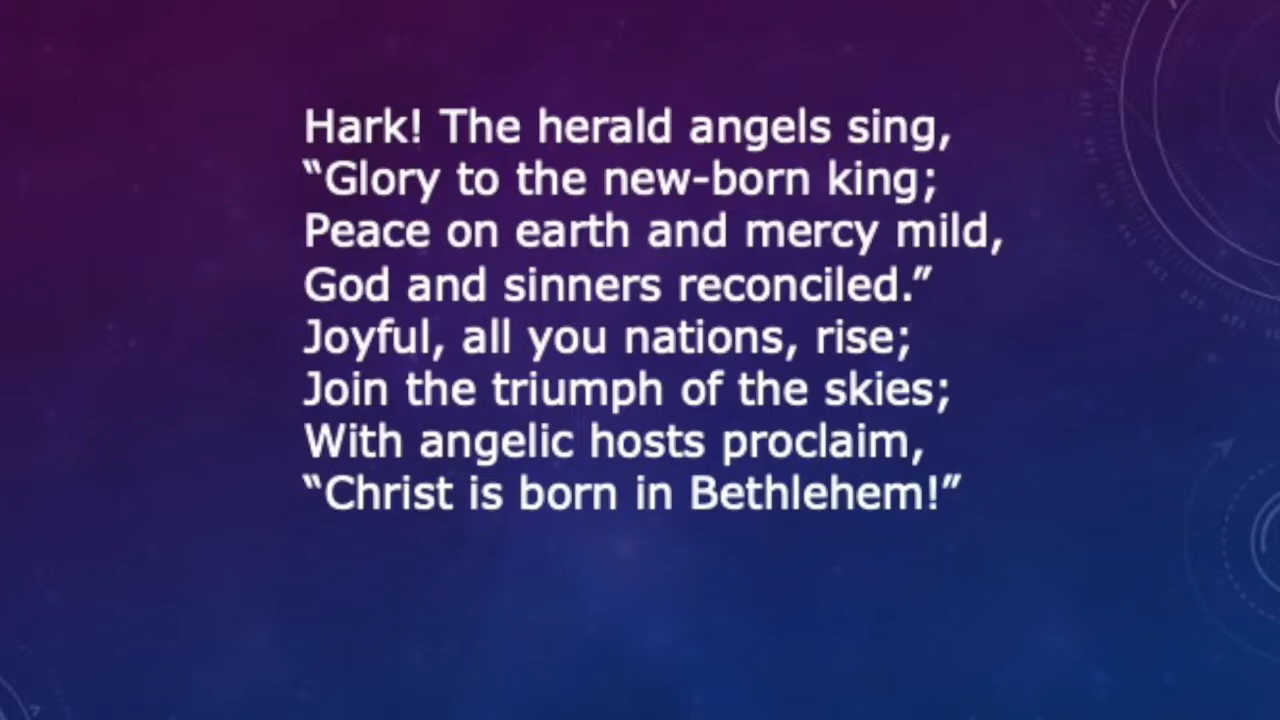 Hark! The herald angels sing,
“Glory to the new-born king;
Peace on earth and mercy mild,
God and sinners reconciled.”
Joyful, all you nations, rise;
Join the triumph of the skies;
With angelic hosts proclaim,
“Christ is born in Bethlehem!”